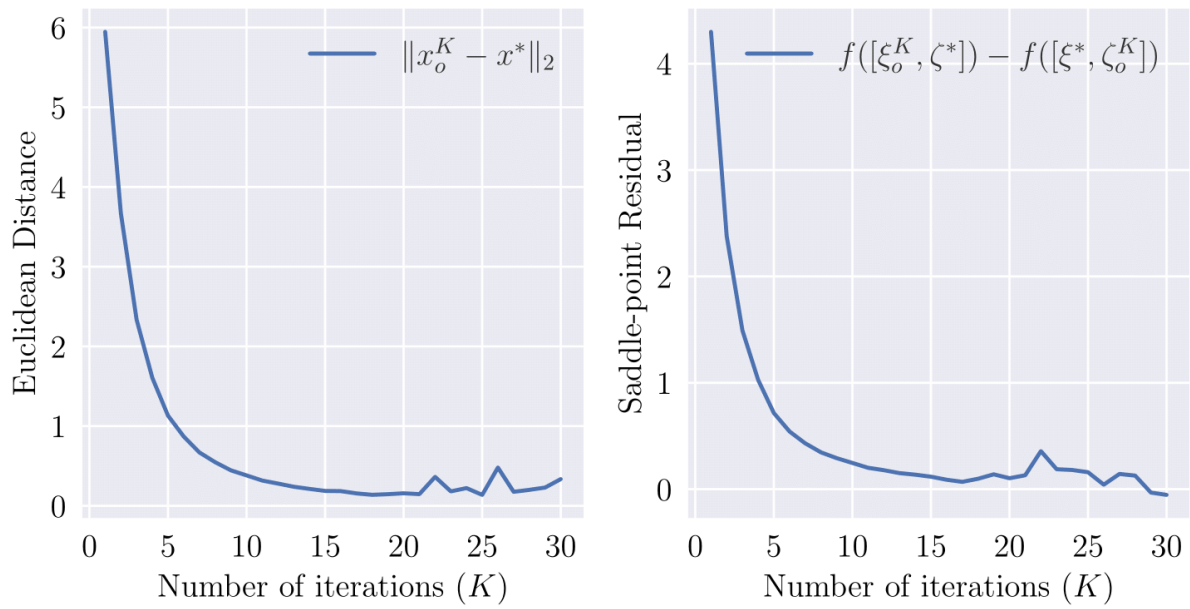 6
5
4
3
2
1
0
Euclidean Distance
‖x_o^K − x*‖₂
0 5 10 15 20 25 30
Number of iterations (K)
4
3
2
1
0
Saddle-point Residual
f([ξ_o^K, ζ*]) − f([ξ*, ζ_o^K])
0 5 10 15 20 25 30
Number of iterations (K)